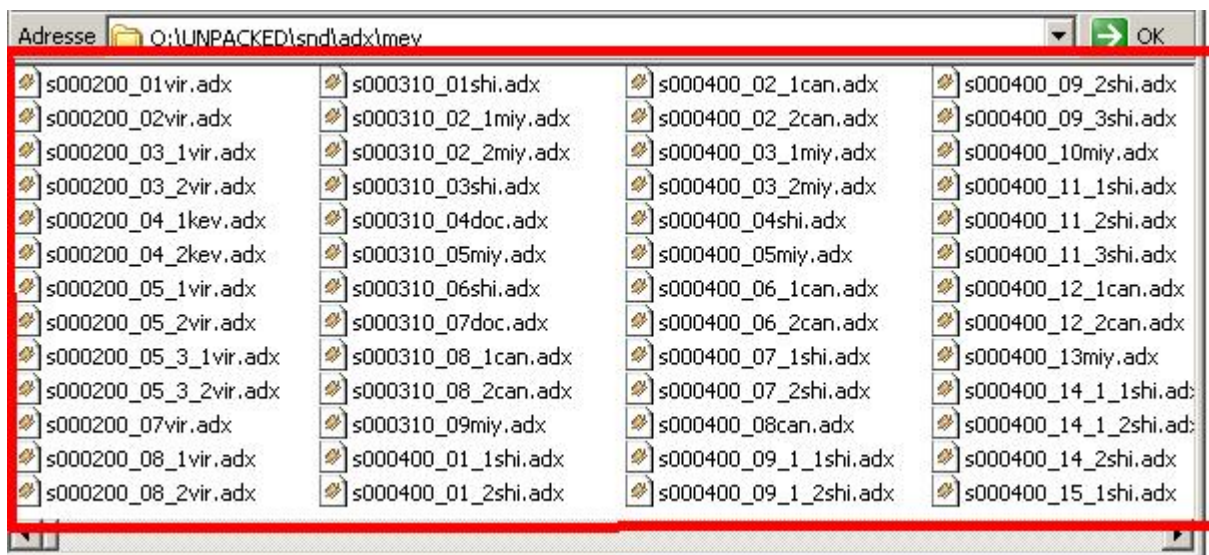 Adresse O:\UNPACKED\snd\adx\mev OK
s000200_01vir.adx
s000200_02vir.adx
s000200_03_1vir.adx
s000200_03_2vir.adx
s000200_04_1kev.adx
s000200_04_2kev.adx
s000200_05_1vir.adx
s000200_05_2vir.adx
s000200_05_3_1vir.adx
s000200_05_3_2vir.adx
s000200_07vir.adx
s000200_08_1vir.adx
s000200_08_2vir.adx
s000310_01shi.adx
s000310_02_1miy.adx
s000310_02_2miy.adx
s000310_03shi.adx
s000310_04doc.adx
s000310_05miy.adx
s000310_06shi.adx
s000310_07doc.adx
s000310_08_1can.adx
s000310_08_2can.adx
s000310_09miy.adx
s000400_01_1shi.adx
s000400_01_2shi.adx
s000400_02_1can.adx
s000400_02_2can.adx
s000400_03_1miy.adx
s000400_03_2miy.adx
s000400_04shi.adx
s000400_05miy.adx
s000400_06_1can.adx
s000400_06_2can.adx
s000400_07_1shi.adx
s000400_07_2shi.adx
s000400_08can.adx
s000400_09_1_1shi.adx
s000400_09_1_2shi.adx
s000400_09_2shi.adx
s000400_09_3shi.adx
s000400_10miy.adx
s000400_11_1shi.adx
s000400_11_2shi.adx
s000400_11_3shi.adx
s000400_12_1can.adx
s000400_12_2can.adx
s000400_13miy.adx
s000400_14_1_1shi.ad
s000400_14_1_2shi.ad
s000400_14_2shi.adx
s000400_15_1shi.adx